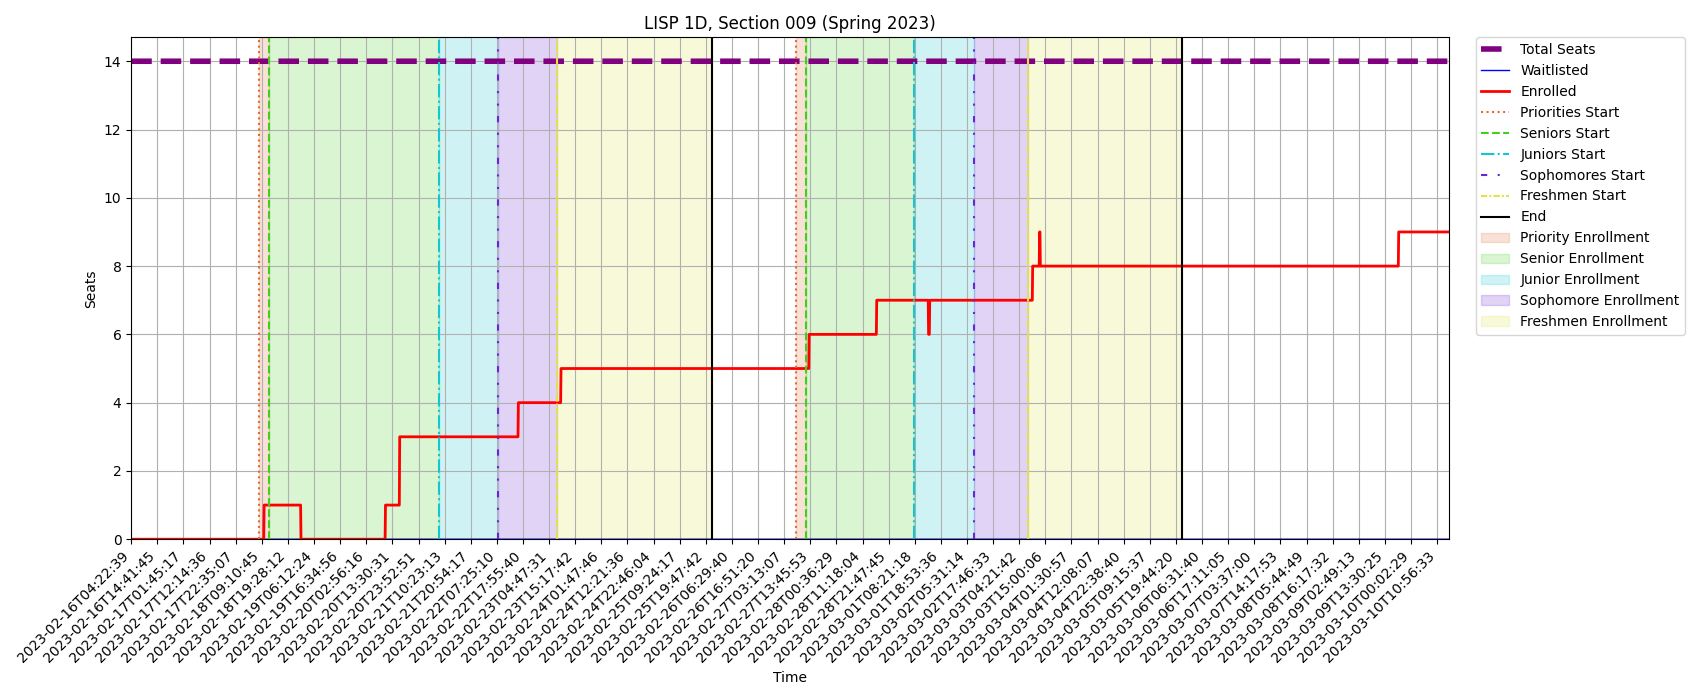 LISP 1D, Section 009 (Spring 2023)
Seats
14
12
10
8
6
4
2
0
2023-02-16T04:22:39
2023-02-16T14:41:45
2023-02-17T01:45:17
2023-02-17T12:14:36
2023-02-17T22:35:07
2023-02-18T09:10:45
2023-02-18T19:28:12
2023-02-19T06:12:24
2023-02-19T16:34:56
2023-02-20T02:56:16
2023-02-20T13:30:31
2023-02-20T23:52:51
2023-02-21T10:23:13
2023-02-21T20:54:17
2023-02-22T07:25:10
2023-02-22T17:55:40
2023-02-23T04:47:31
2023-02-23T15:17:42
2023-02-24T01:47:46
2023-02-24T12:21:36
2023-02-24T22:46:04
2023-02-25T09:24:17
2023-02-25T19:47:42
2023-02-26T06:29:40
2023-02-26T16:51:20
2023-02-27T03:13:07
2023-02-27T13:45:53
2023-02-28T00:36:29
2023-02-28T11:18:04
2023-02-28T21:47:45
2023-03-01T08:21:18
2023-03-01T18:53:36
2023-03-02T05:31:14
2023-03-02T17:46:33
2023-03-03T04:21:42
2023-03-03T15:00:06
2023-03-04T01:30:57
2023-03-04T12:08:07
2023-03-04T22:38:40
2023-03-05T09:15:37
2023-03-05T19:44:20
2023-03-06T06:31:40
2023-03-06T17:11:05
2023-03-07T03:37:00
2023-03-07T14:17:53
2023-03-08T05:44:49
2023-03-08T16:17:32
2023-03-09T02:49:13
2023-03-09T13:30:25
2023-03-10T00:02:29
2023-03-10T10:56:33
Time
Total Seats
Waitlisted
Enrolled
Priorities Start
Seniors Start
Juniors Start
Sophomores Start
Freshmen Start
End
Priority Enrollment
Senior Enrollment
Junior Enrollment
Sophomore Enrollment
Freshmen Enrollment